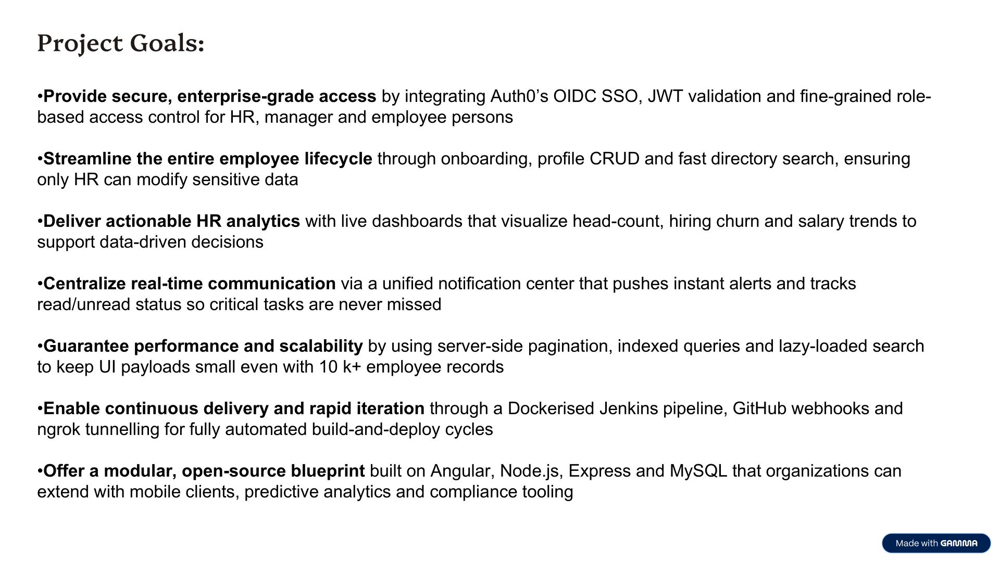 Project Goals:
•Provide secure, enterprise-grade access by integrating Auth0’s OIDC SSO, JWT validation and fine-grained role-
based access control for HR, manager and employee persons
•Streamline the entire employee lifecycle through onboarding, profile CRUD and fast directory search, ensuring
only HR can modify sensitive data
•Deliver actionable HR analytics with live dashboards that visualize head-count, hiring churn and salary trends to
support data-driven decisions
•Centralize real-time communication via a unified notification center that pushes instant alerts and tracks
read/unread status so critical tasks are never missed
•Guarantee performance and scalability by using server-side pagination, indexed queries and lazy-loaded search
to keep UI payloads small even with 10 k+ employee records
•Enable continuous delivery and rapid iteration through a Dockerised Jenkins pipeline, GitHub webhooks and
ngrok tunnelling for fully automated build-and-deploy cycles
•Offer a modular, open-source blueprint built on Angular, Node.js, Express and MySQL that organizations can
extend with mobile clients, predictive analytics and compliance tooling
Made with GAMMA